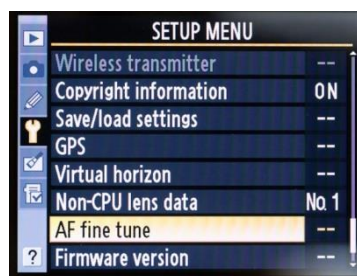 SETUP MENU
Wireless transmitter --
Copyright information ON
Save/load settings --
GPS --
Virtual horizon --
Non-CPU lens data No. 1
AF fine tune --
Firmware version --
?